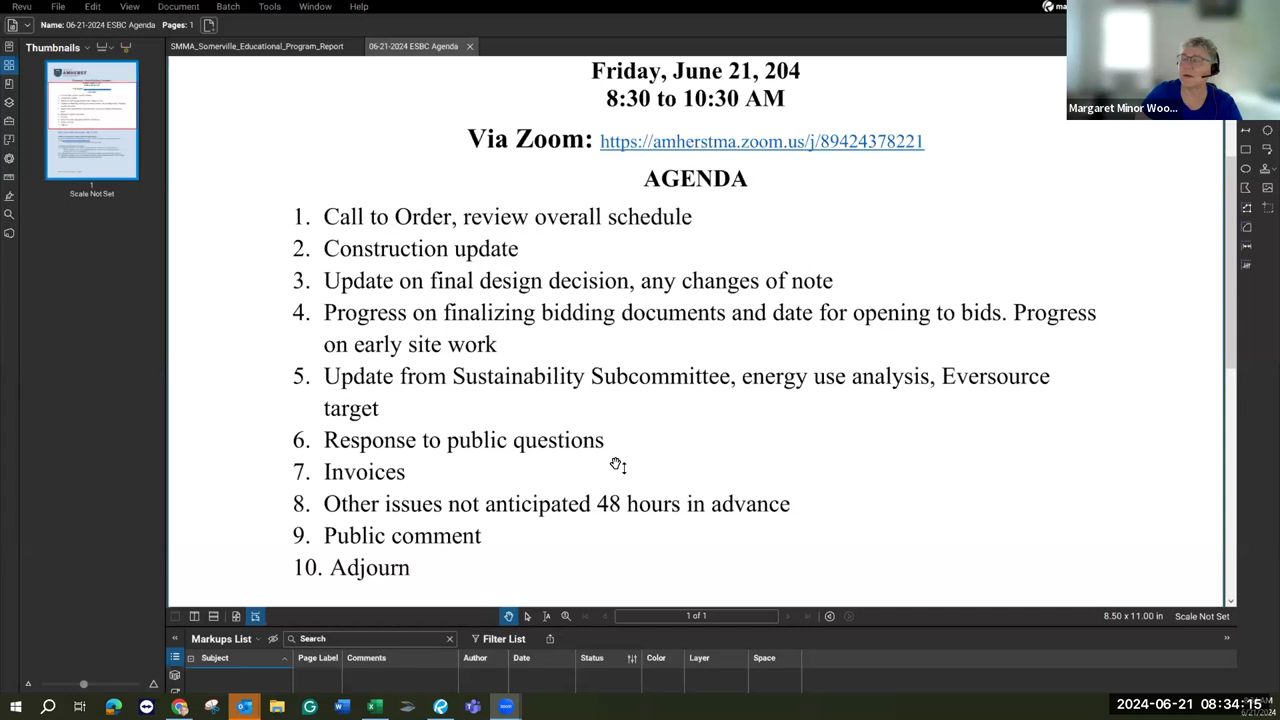 Revu File Edit View Document Batch Tools Window Help
Name: 06-21-2024 ESBC Agenda Pages: 1
Thumbnails
SMMA_Somerville_Educational_Program_Report 06-21-2024 ESBC Agenda
Margaret Minor Woo...
1
Scale Not Set
Friday, June 21, 204
8:30 to 10:30 AM
Via Zoom: https://amherstma.zoom.us/j/89424378221
AGENDA
1. Call to Order, review overall schedule
2. Construction update
3. Update on final design decision, any changes of note
4. Progress on finalizing bidding documents and date for opening to bids. Progress
on early site work
5. Update from Sustainability Subcommittee, energy use analysis, Eversource
target
6. Response to public questions
7. Invoices
8. Other issues not anticipated 48 hours in advance
9. Public comment
10. Adjourn
1 of 1
8.50 x 11.00 in Scale Not Set
Markups List Search Filter List
Subject Page Label Comments Author Date Status Color Layer Space
2024-06-21 08:34:15